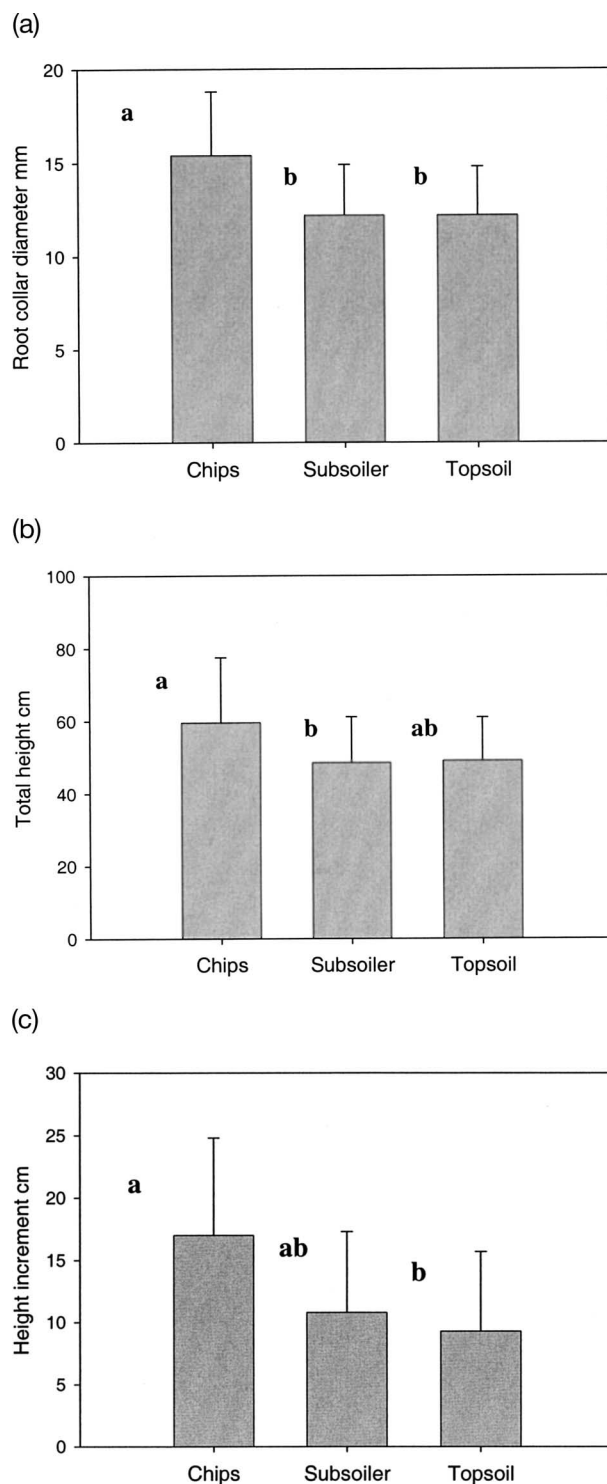 (a)
Root collar diameter mm
20
15
10
5
0
a
b
b
Chips Subsoiler Topsoil
(b)
Total height cm
100
80
60
40
20
0
a
b
ab
Chips Subsoiler Topsoil
(c)
Height increment cm
30
25
20
15
10
5
0
a
ab
b
Chips Subsoiler Topsoil